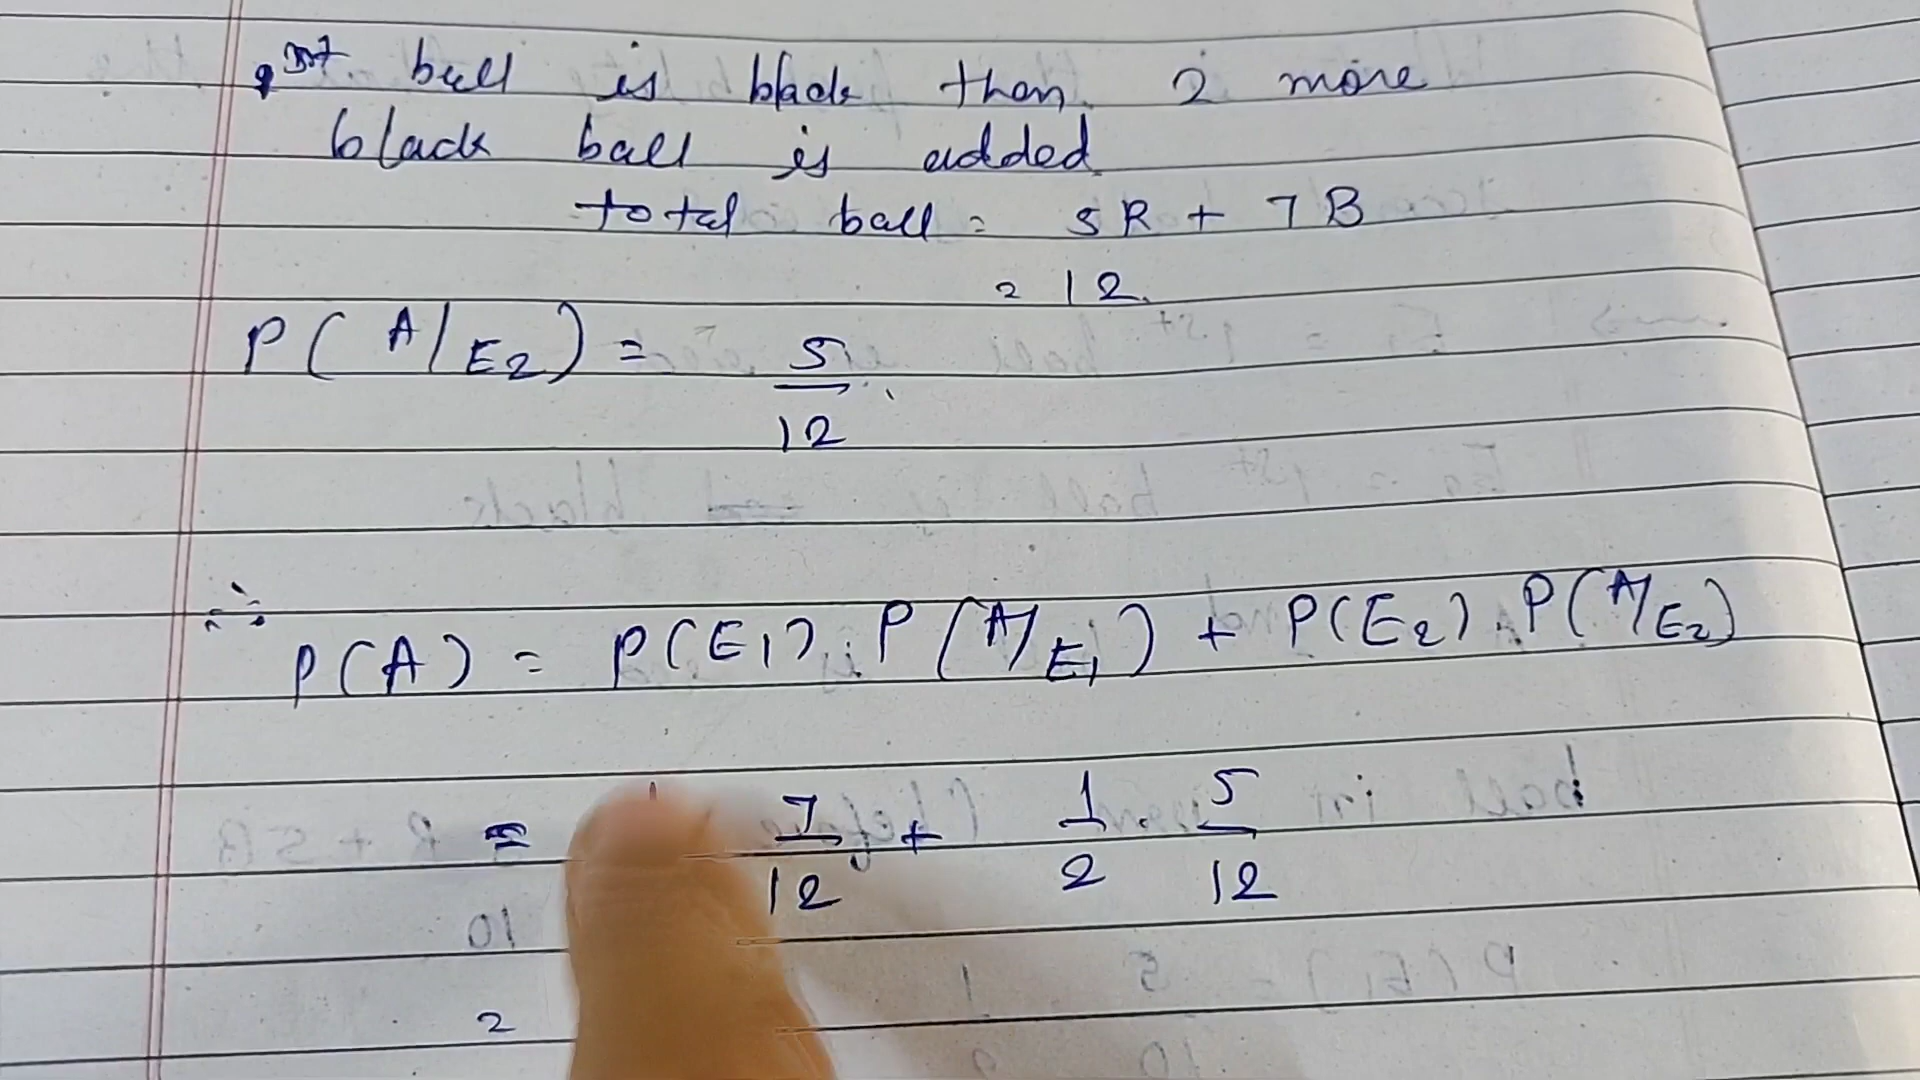 1st ball is black then 2 more
black ball is added
total ball = 5R + 7B
= 12.
P(A/E2) = 5/12
∴ P(A) = P(E1).P(A/E1) + P(E2).P(A/E2)
= 7/12 + 1/2 . 5/12
=